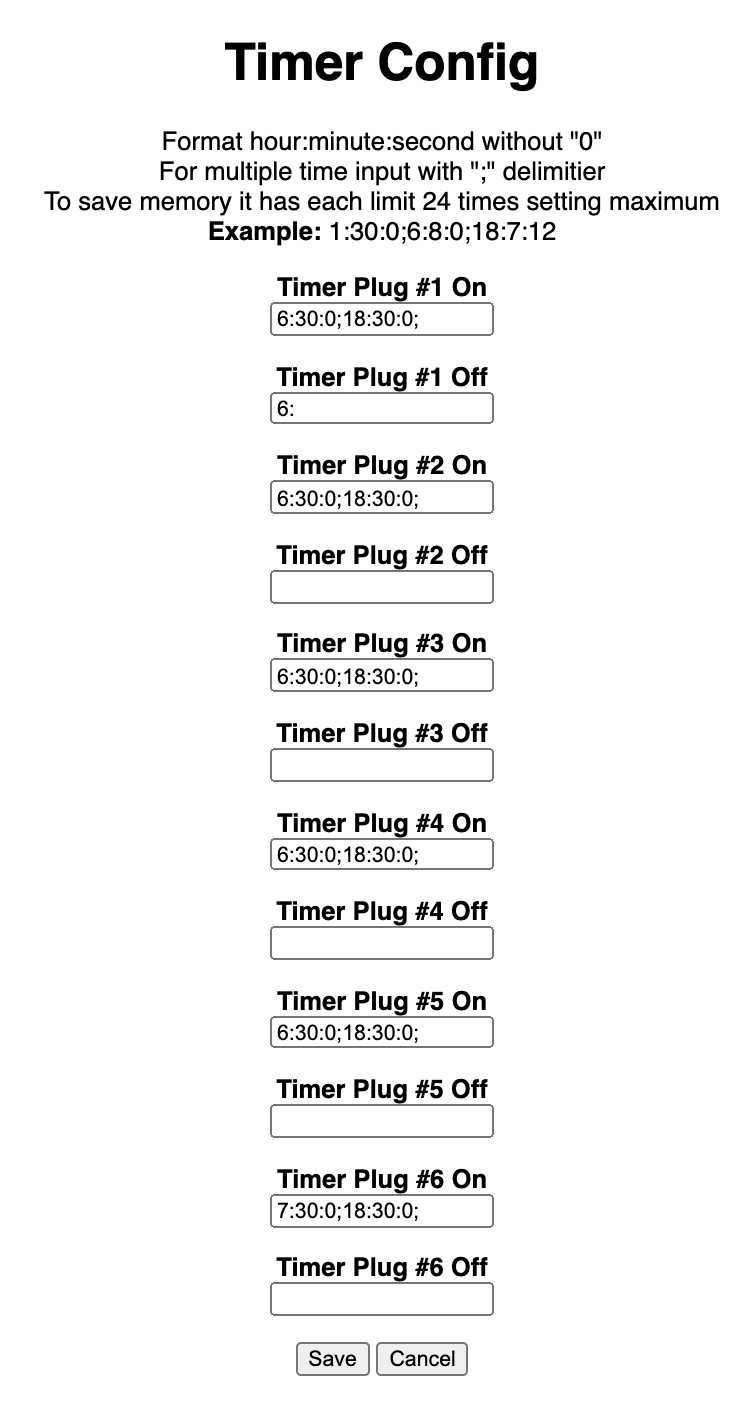 Timer Config
Format hour:minute:second without "0"
For multiple time input with ";" delimitier
To save memory it has each limit 24 times setting maximum
Example: 1:30:0;6:8:0;18:7:12
Timer Plug #1 On
6:30:0;18:30:0;
Timer Plug #1 Off
6:
Timer Plug #2 On
6:30:0;18:30:0;
Timer Plug #2 Off
Timer Plug #3 On
6:30:0;18:30:0;
Timer Plug #3 Off
Timer Plug #4 On
6:30:0;18:30:0;
Timer Plug #4 Off
Timer Plug #5 On
6:30:0;18:30:0;
Timer Plug #5 Off
Timer Plug #6 On
7:30:0;18:30:0;
Timer Plug #6 Off
Save Cancel